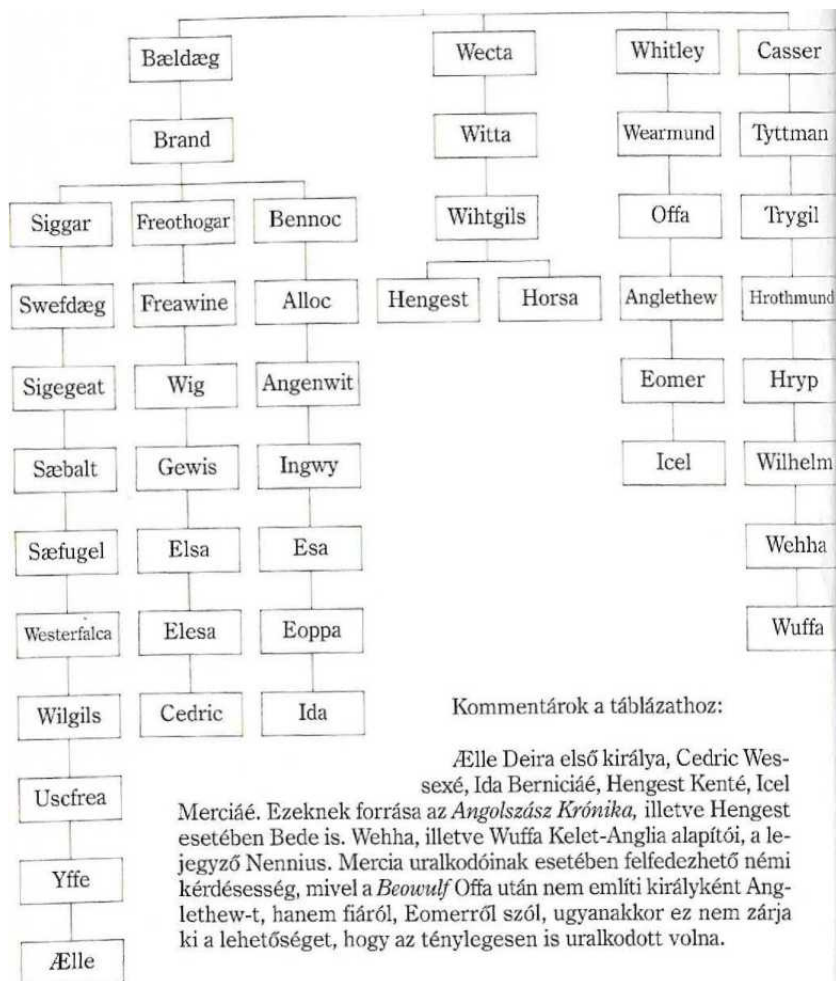 Bældæg Wecta Whitley Casser
Brand Witta Wearmund Tyttman
Siggar Freothogar Bennoc Wihtgils Offa Trygil
Swefdæg Freawine Alloc Hengest Horsa Anglethew Hrothmund
Sigegeat Wig Angenwit Eomer Hryp
Sæbalt Gewis Ingwy Icel Wilhelm
Sæfugel Elsa Esa Wehha
Westerfalca Elesa Eoppa Wuffa
Wilgils Cedric Ida
Uscfrea
Yffe
Ælle
Kommentárok a táblázathoz:
Ælle Deira első királya, Cedric Wes-
sexé, Ida Berniciáé, Hengest Kenté, Icel
Merciáé. Ezeknek forrása az Angolszász Krónika, illetve Hengest
esetében Bede is. Wehha, illetve Wuffa Kelet-Anglia alapítói, a le-
jegyző Nennius. Mercia uralkodóinak esetében felfedezhető némi
kérdésesség, mivel a Beowulf Offa után nem említi királyként Ang-
lethew-t, hanem fiáról, Eomerről szól, ugyanakkor ez nem zárja
ki a lehetőséget, hogy az ténylegesen is uralkodott volna.